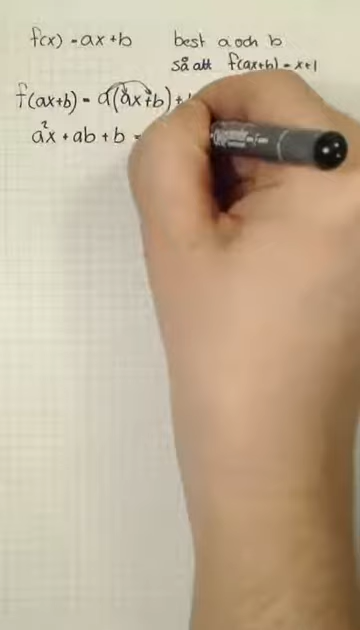 f(x) = ax + b
best a och b
så att f(ax+b) = x+1
f(ax+b) = a(ax+b) +
a²x + ab + b =